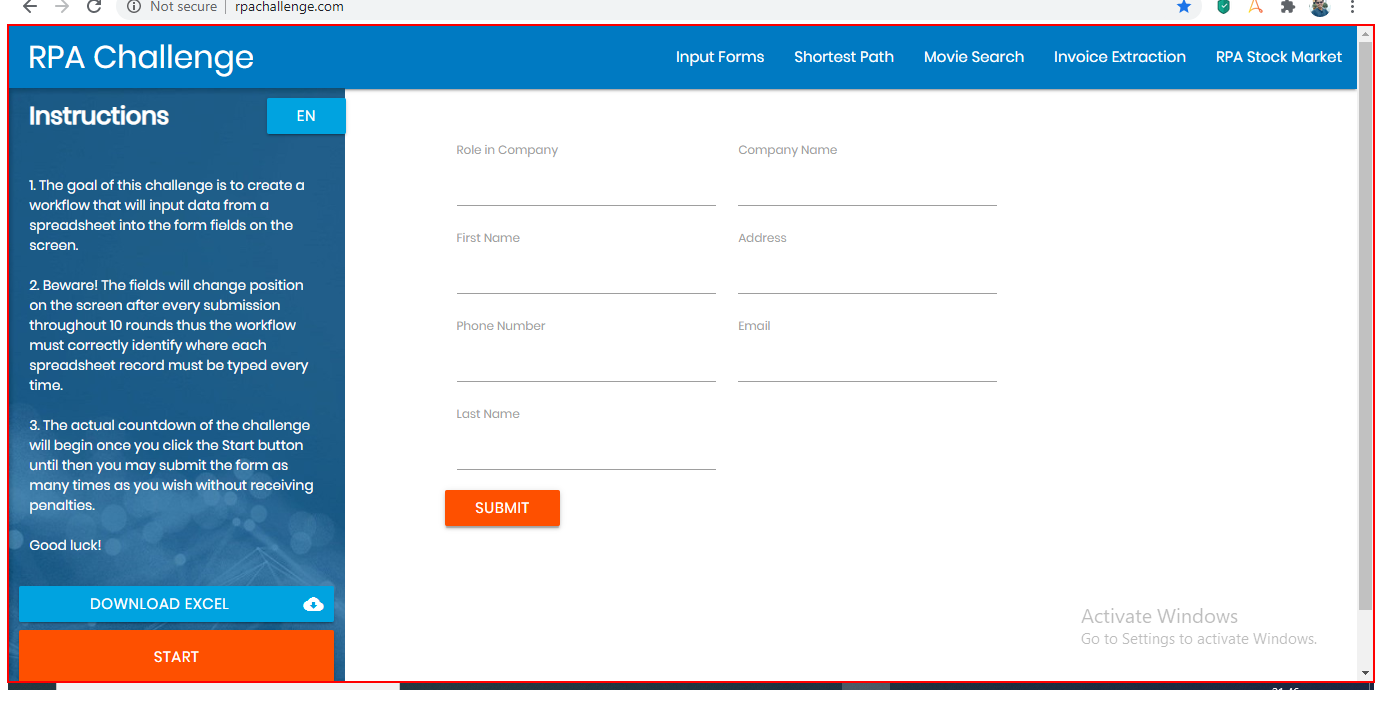 Not secure | rpachallenge.com
RPA Challenge
Input Forms Shortest Path Movie Search Invoice Extraction RPA Stock Market
Instructions
EN
1. The goal of this challenge is to create a
workflow that will input data from a
spreadsheet into the form fields on the
screen.
2. Beware! The fields will change position
on the screen after every submission
throughout 10 rounds thus the workflow
must correctly identify where each
spreadsheet record must be typed every
time.
3. The actual countdown of the challenge
will begin once you click the Start button
until then you may submit the form as
many times as you wish without receiving
penalties.
Good luck!
DOWNLOAD EXCEL
START
Role in Company Company Name
First Name Address
Phone Number Email
Last Name
SUBMIT
Activate Windows
Go to Settings to activate Windows.